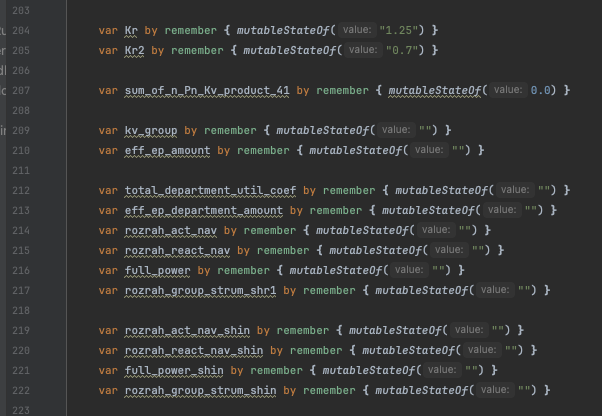 203
204 var Kr by remember { mutableStateOf( value: "1.25") }
205 var Kr2 by remember { mutableStateOf( value: "0.7") }
206
207 var sum_of_n_Pn_Kv_product_41 by remember { mutableStateOf( value: 0.0) }
208
209 var kv_group by remember { mutableStateOf( value: "") }
210 var eff_ep_amount by remember { mutableStateOf( value: "") }
211
212 var total_department_util_coef by remember { mutableStateOf( value: "") }
213 var eff_ep_department_amount by remember { mutableStateOf( value: "") }
214 var rozrah_act_nav by remember { mutableStateOf( value: "") }
215 var rozrah_react_nav by remember { mutableStateOf( value: "") }
216 var full_power by remember { mutableStateOf( value: "") }
217 var rozrah_group_strum_shr1 by remember { mutableStateOf( value: "") }
218
219 var rozrah_act_nav_shin by remember { mutableStateOf( value: "") }
220 var rozrah_react_nav_shin by remember { mutableStateOf( value: "") }
221 var full_power_shin by remember { mutableStateOf( value: "") }
222 var rozrah_group_strum_shin by remember { mutableStateOf( value: "") }
223